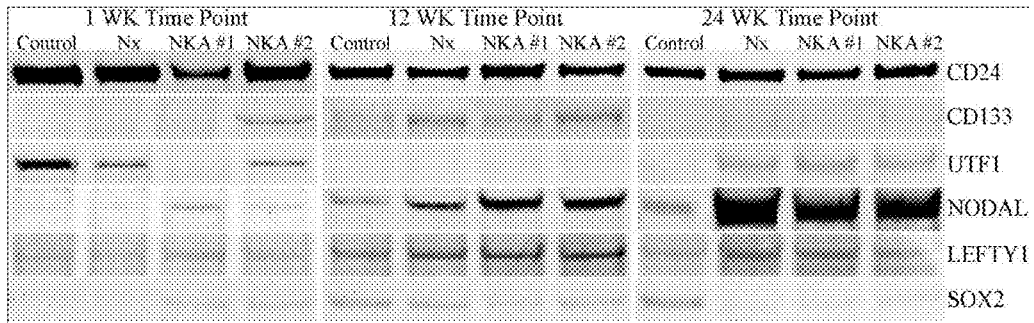 1 WK Time Point 12 WK Time Point 24 WK Time Point
Control Nx NKA #1 NKA #2 Control Nx NKA #1 NKA #2 Control Nx NKA #1 NKA #2
CD24
CD133
UTF1
NODAL
LEFTY1
SOX2